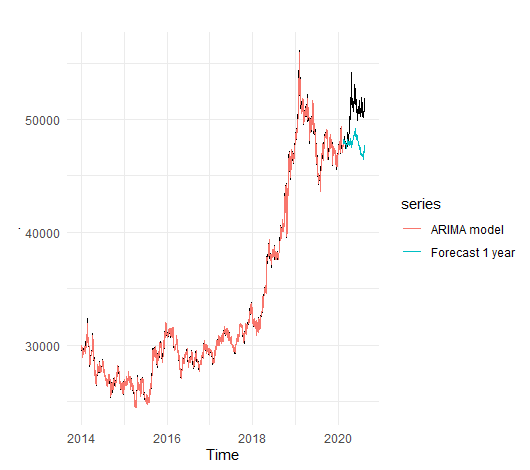 50000
40000
30000
2014 2016 2018 2020
Time
series
ARIMA model
Forecast 1 year